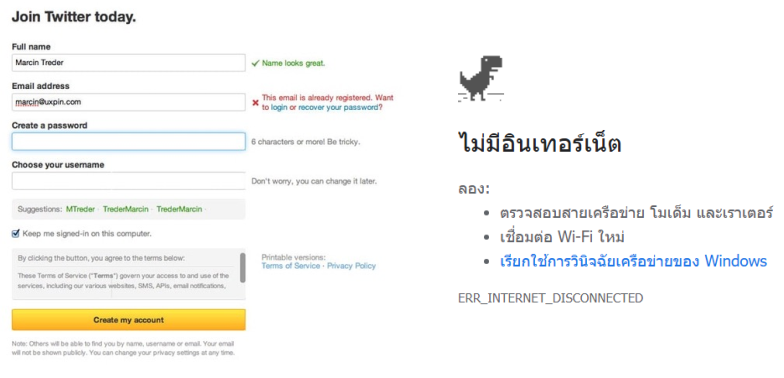 Join Twitter today.
Full name
Marcin Treder
Name looks great.
Email address
marcin@uxpin.com
This email is already registered. Want
to login or recover your password?
Create a password
6 characters or more! Be tricky.
Choose your username
Don't worry, you can change it later.
Suggestions: MTreder · TrederMarcin · TrederMarcin ·
Keep me signed-in on this computer.
By clicking the button, you agree to the terms below:
These Terms of Service ("Terms") govern your access to and use of the
services, including our various websites, SMS, APIs, email notifications,
Printable versions:
Terms of Service · Privacy Policy
Create my account
Note: Others will be able to find you by name, username or email. Your email
will not be shown publicly. You can change your privacy settings at any time.
ไม่มีอินเทอร์เน็ต
ลอง:
• ตรวจสอบสายเครือข่าย โมเด็ม และเราเตอร์
• เชื่อมต่อ Wi-Fi ใหม่
• เรียกใช้การวินิจฉัยเครือข่ายของ Windows
ERR_INTERNET_DISCONNECTED